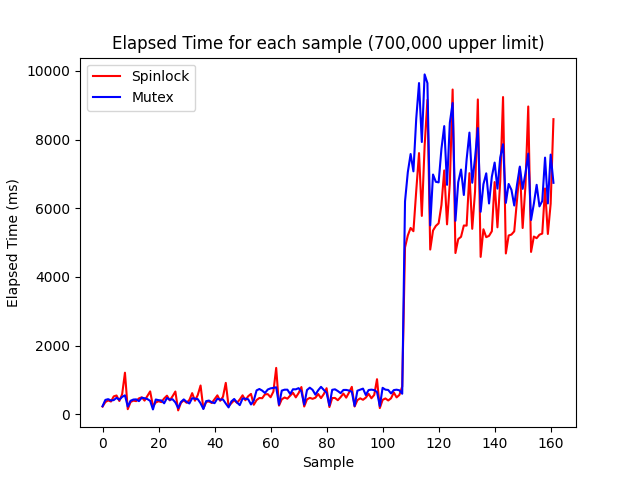 Elapsed Time for each sample (700,000 upper limit)
Spinlock
Mutex
10000
8000
6000
4000
2000
0
Elapsed Time (ms)
0 20 40 60 80 100 120 140 160
Sample